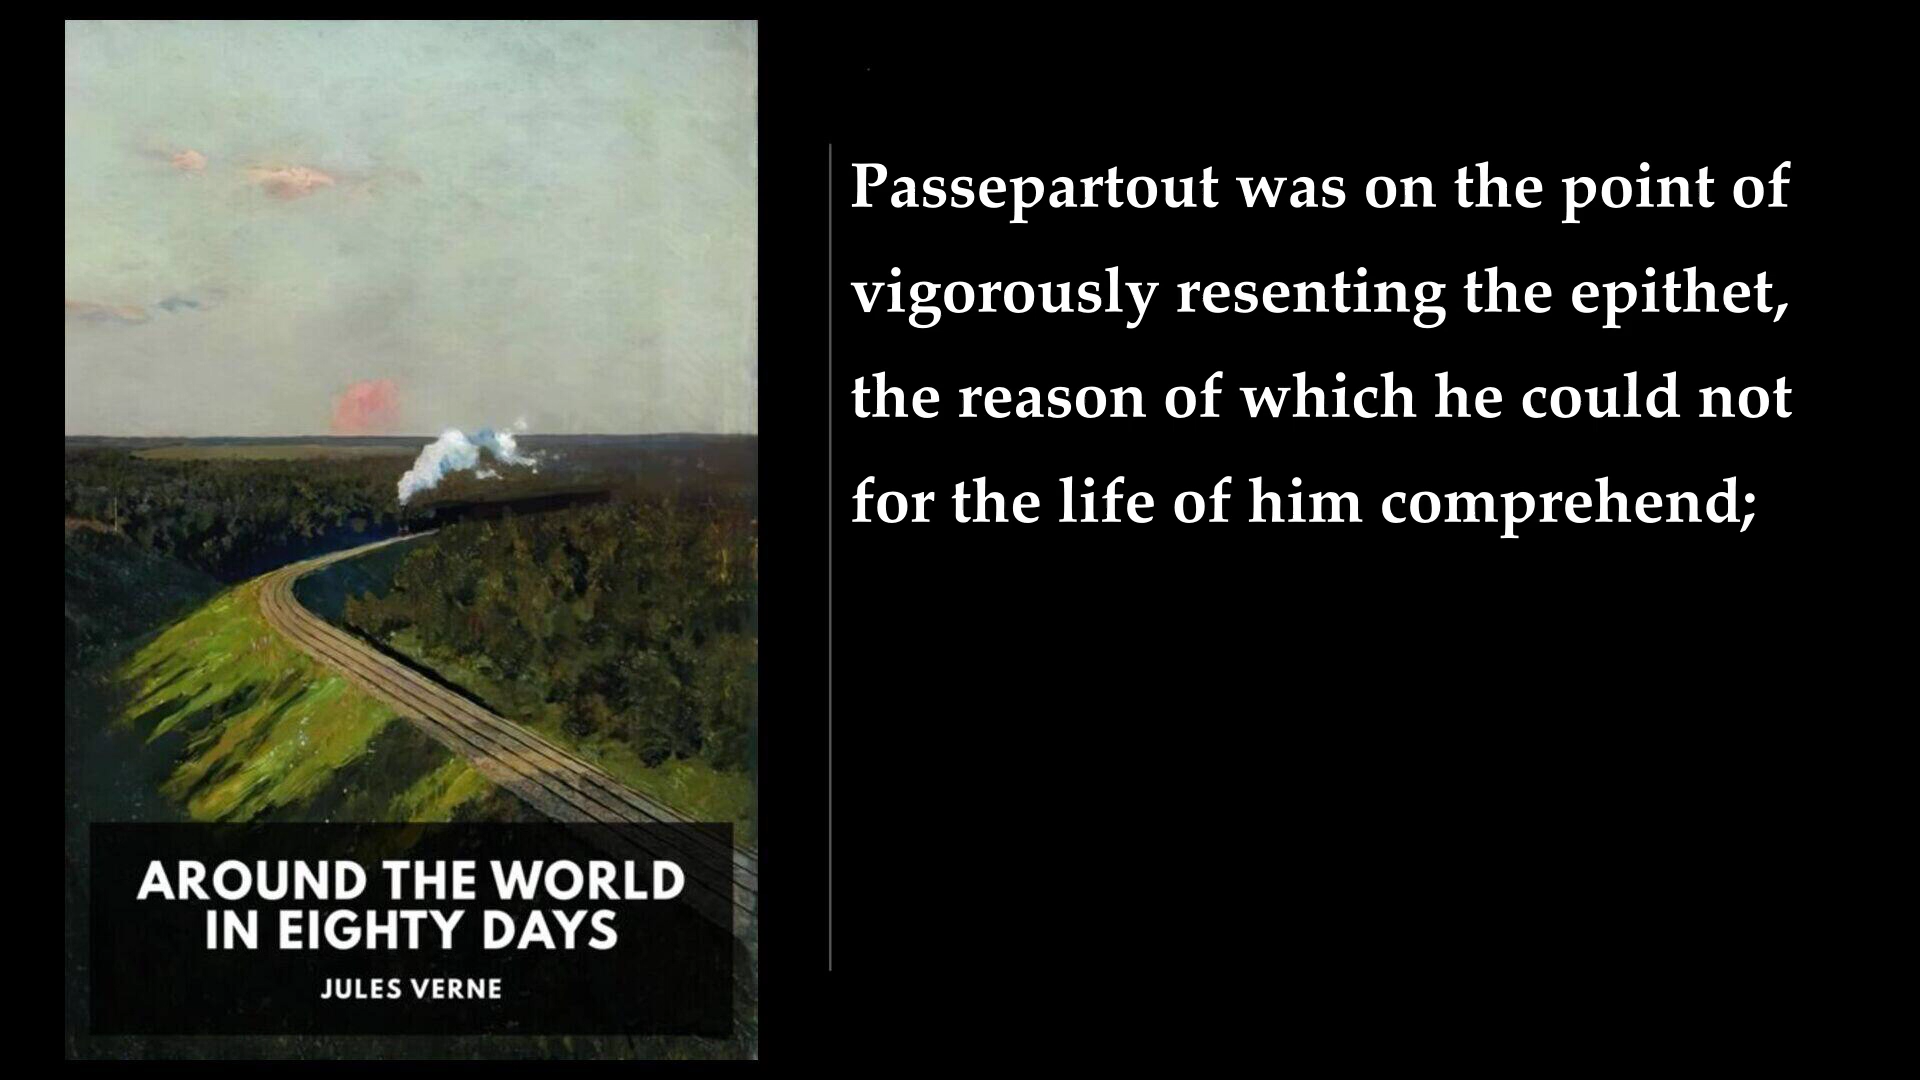 AROUND THE WORLD
IN EIGHTY DAYS
JULES VERNE
Passepartout was on the point of
vigorously resenting the epithet,
the reason of which he could not
for the life of him comprehend;